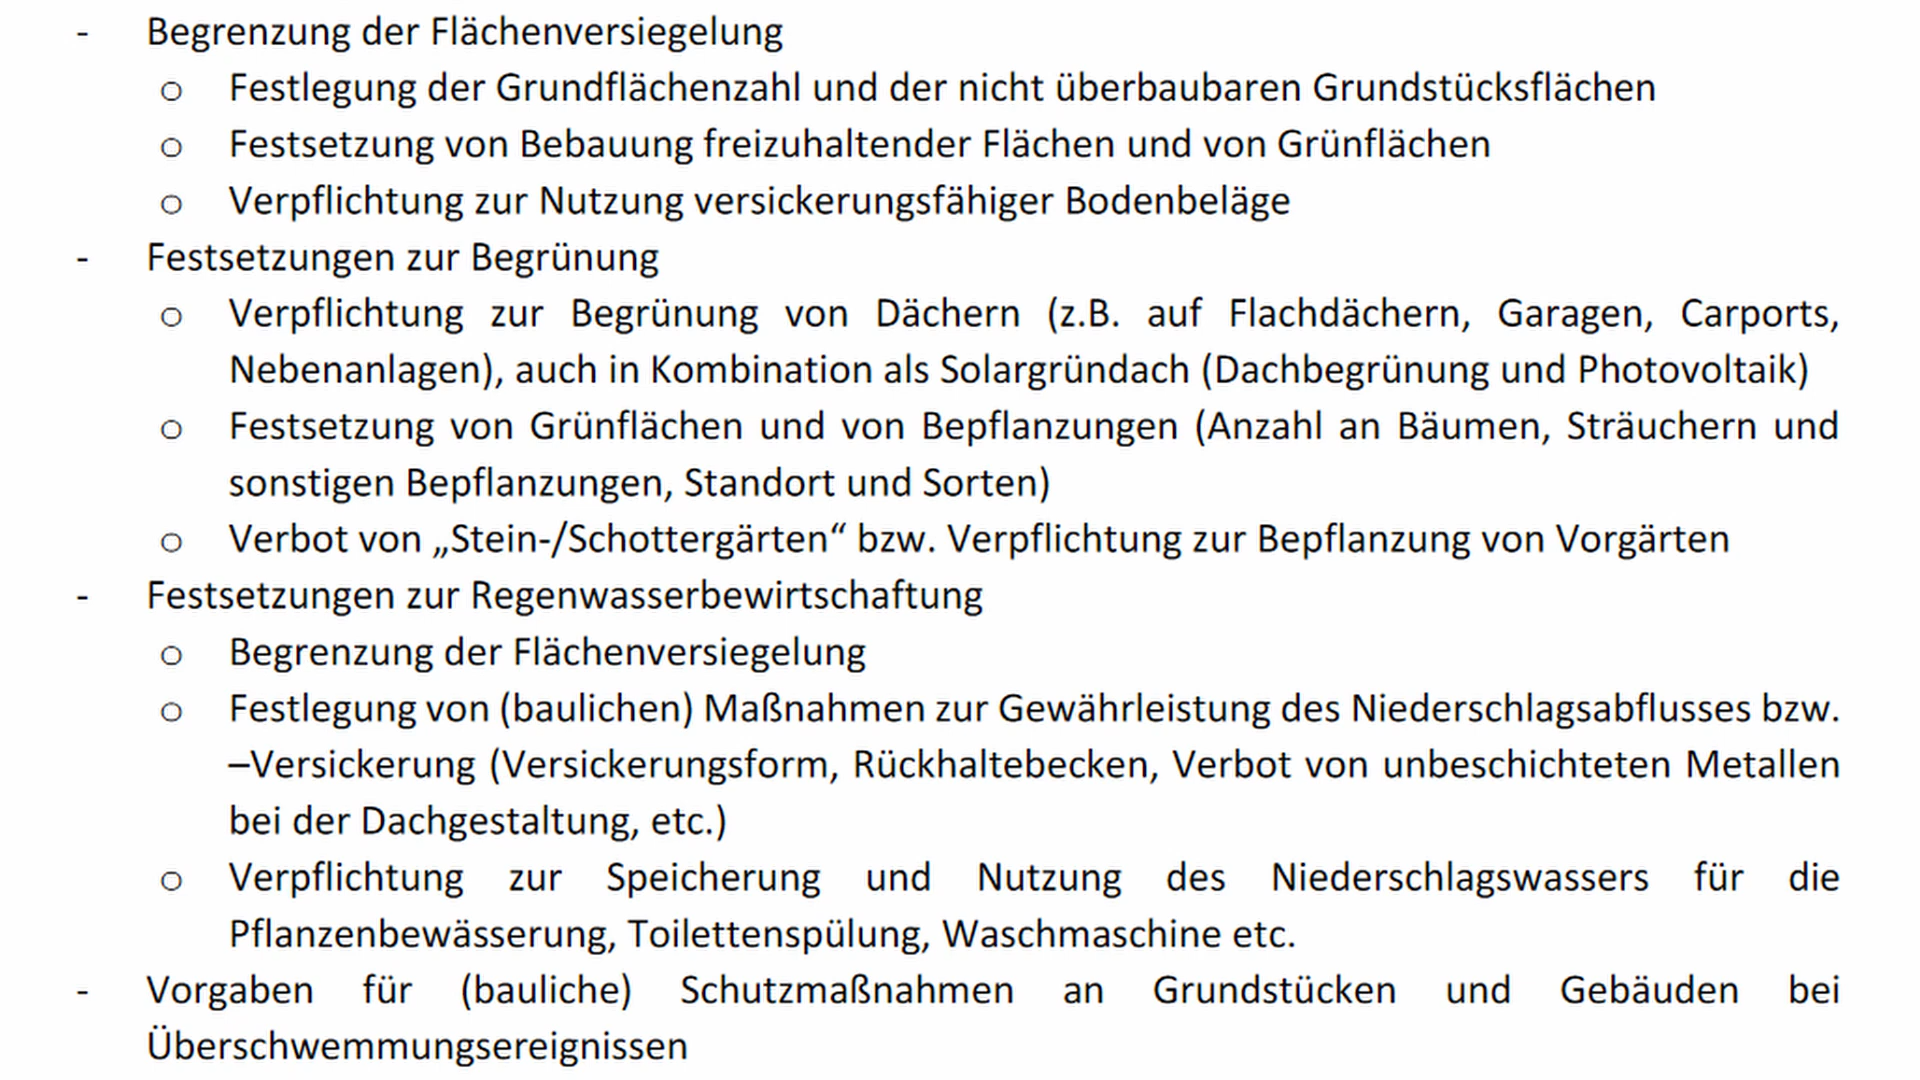 - Begrenzung der Flächenversiegelung
o Festlegung der Grundflächenzahl und der nicht überbaubaren Grundstücksflächen
o Festsetzung von Bebauung freizuhaltender Flächen und von Grünflächen
o Verpflichtung zur Nutzung versickerungsfähiger Bodenbeläge
- Festsetzungen zur Begrünung
o Verpflichtung zur Begrünung von Dächern (z.B. auf Flachdächern, Garagen, Carports,
Nebenanlagen), auch in Kombination als Solargründach (Dachbegrünung und Photovoltaik)
o Festsetzung von Grünflächen und von Bepflanzungen (Anzahl an Bäumen, Sträuchern und
sonstigen Bepflanzungen, Standort und Sorten)
o Verbot von „Stein-/Schottergärten“ bzw. Verpflichtung zur Bepflanzung von Vorgärten
- Festsetzungen zur Regenwasserbewirtschaftung
o Begrenzung der Flächenversiegelung
o Festlegung von (baulichen) Maßnahmen zur Gewährleistung des Niederschlagsabflusses bzw.
–Versickerung (Versickerungsform, Rückhaltebecken, Verbot von unbeschichteten Metallen
bei der Dachgestaltung, etc.)
o Verpflichtung zur Speicherung und Nutzung des Niederschlagswassers für die
Pflanzenbewässerung, Toilettenspülung, Waschmaschine etc.
- Vorgaben für (bauliche) Schutzmaßnahmen an Grundstücken und Gebäuden bei
Überschwemmungsereignissen